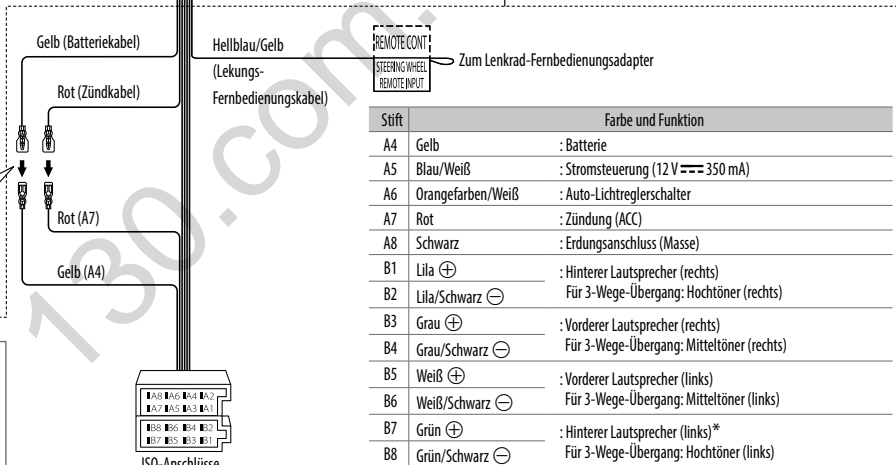 Gelb (Batteriekabel)
Rot (Zündkabel)
Rot (A7)
Gelb (A4)
Hellblau/Gelb
(Lekungs-
Fernbedienungskabel)
REMOTE CONT
STEERING WHEEL
REMOTE INPUT
Zum Lenkrad-Fernbedienungsadapter
A8 A6 A4 A2
A7 A5 A3 A1
B8 B6 B4 B2
B7 B5 B3 B1
ISO-Anschlüsse
Stift Farbe und Funktion
A4 Gelb : Batterie
A5 Blau/Weiß : Stromsteuerung (12 V ⎓ 350 mA)
A6 Orangefarben/Weiß : Auto-Lichtreglerschalter
A7 Rot : Zündung (ACC)
A8 Schwarz : Erdungsanschluss (Masse)
B1 Lila ⊕ : Hinterer Lautsprecher (rechts)
B2 Lila/Schwarz ⊖ Für 3-Wege-Übergang: Hochtöner (rechts)
B3 Grau ⊕ : Vorderer Lautsprecher (rechts)
B4 Grau/Schwarz ⊖ Für 3-Wege-Übergang: Mitteltöner (rechts)
B5 Weiß ⊕ : Vorderer Lautsprecher (links)
B6 Weiß/Schwarz ⊖ Für 3-Wege-Übergang: Mitteltöner (links)
B7 Grün ⊕ : Hinterer Lautsprecher (links)*
B8 Grün/Schwarz ⊖ Für 3-Wege-Übergang: Hochtöner (links)
130.com.